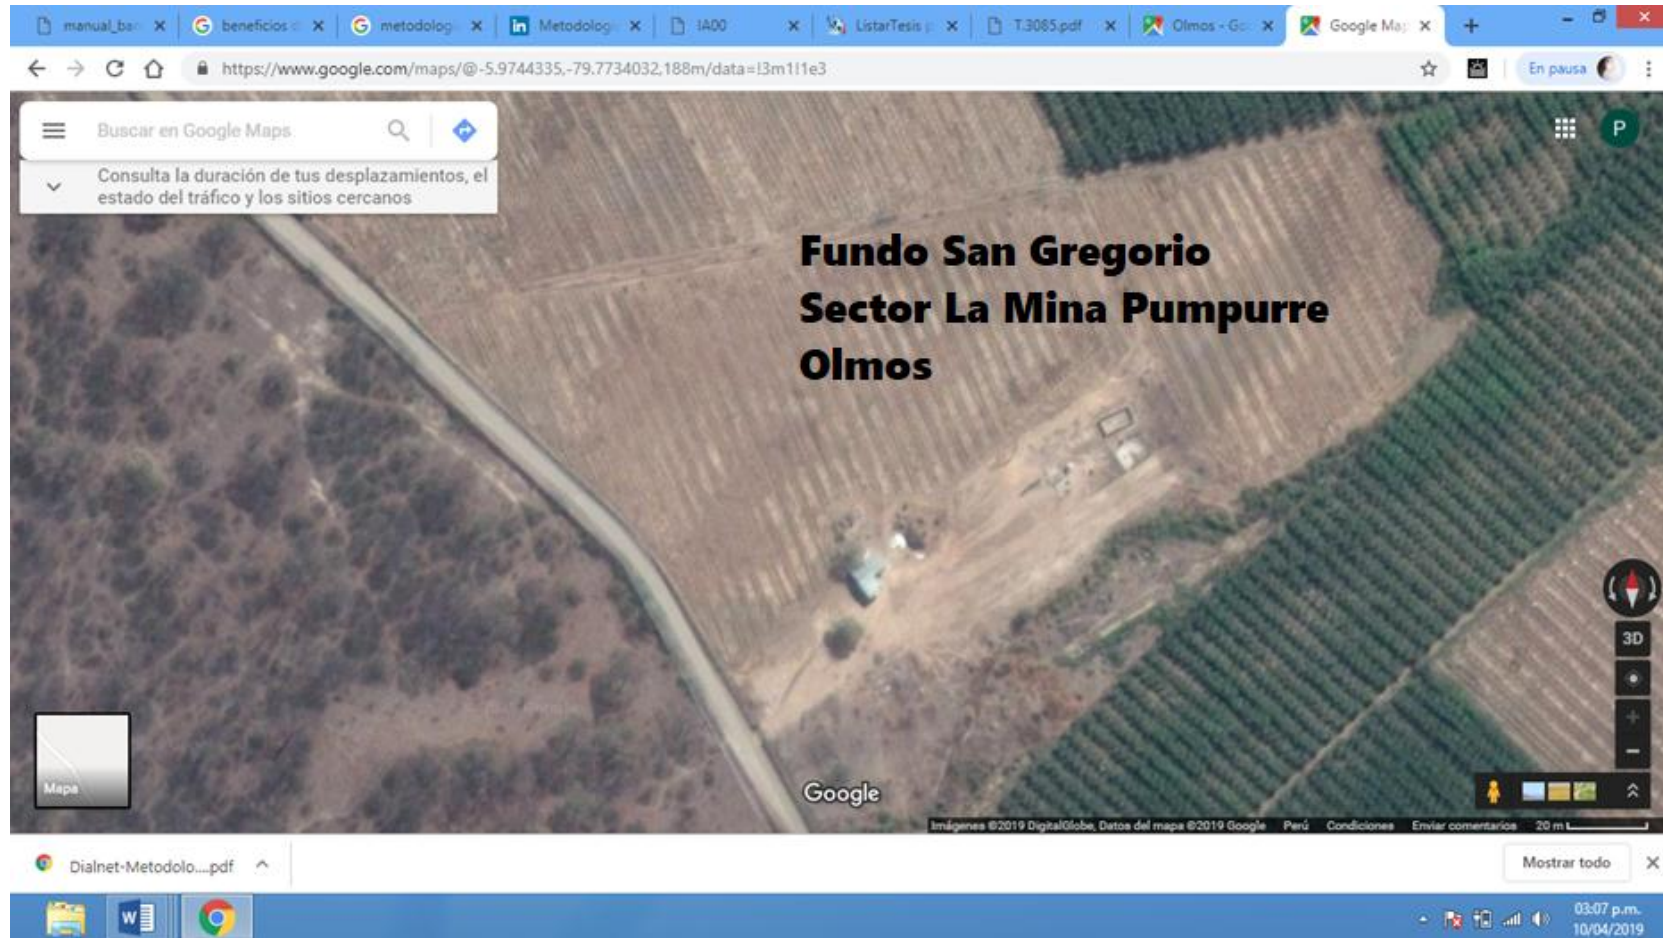 manual_ban
beneficios d
metodolog
Metodolog
IA00
ListarTesis p
T.3085.pdf
Olmos - Go
Google Map
https://www.google.com/maps/@-5.9744335,-79.7734032,188m/data=!3m1!1e3
En pausa
Buscar en Google Maps
P
Consulta la duración de tus desplazamientos, el
estado del tráfico y los sitios cercanos
Fundo San Gregorio
Sector La Mina Pumpurre
Olmos
3D
Mapa
Google
Imágenes ©2019 DigitalGlobe, Datos del mapa ©2019 Google Perú Condiciones Enviar comentarios 20 m
Dialnet-Metodolo....pdf
Mostrar todo
03:07 p.m.
10/04/2019